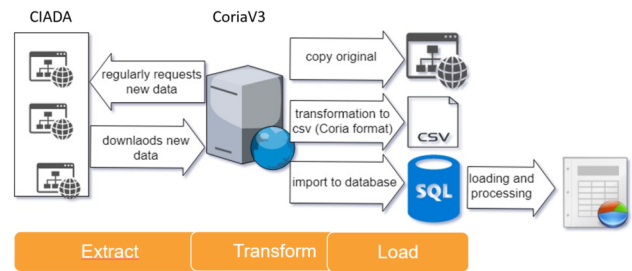 CIADA
CoriaV3
regularly requests
new data
downlaods new
data
copy original
transformation to
csv (Coria format)
CSV
import to database
SQL
loading and
processing
Extract
Transform
Load